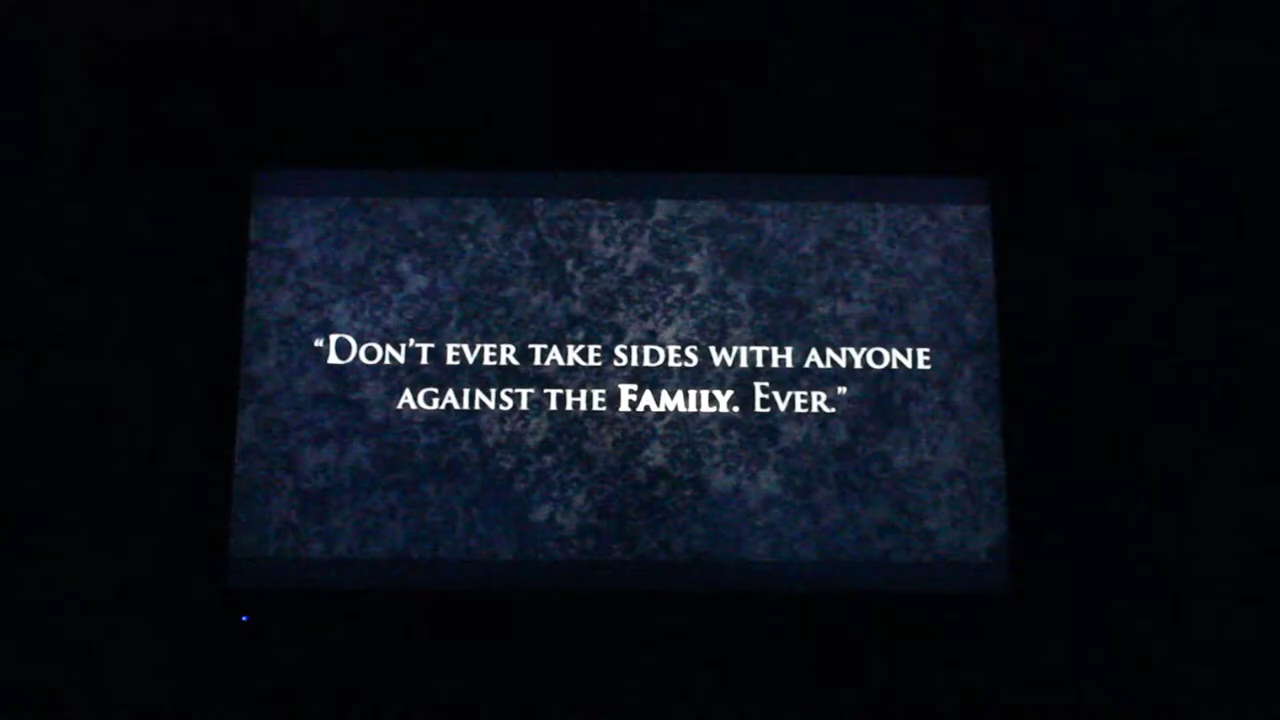 “Don’t ever take sides with anyone
against the Family. Ever.”